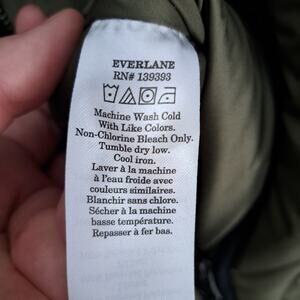 EVERLANE
RN# 139393
Machine Wash Cold
With Like Colors.
Non-Chlorine Bleach Only.
Tumble dry low.
Cool iron.
Laver à la machine
à l'eau froide avec
couleurs similaires.
Blanchir sans chlore.
Sécher à la machine
basse température.
Repasser à fer bas.